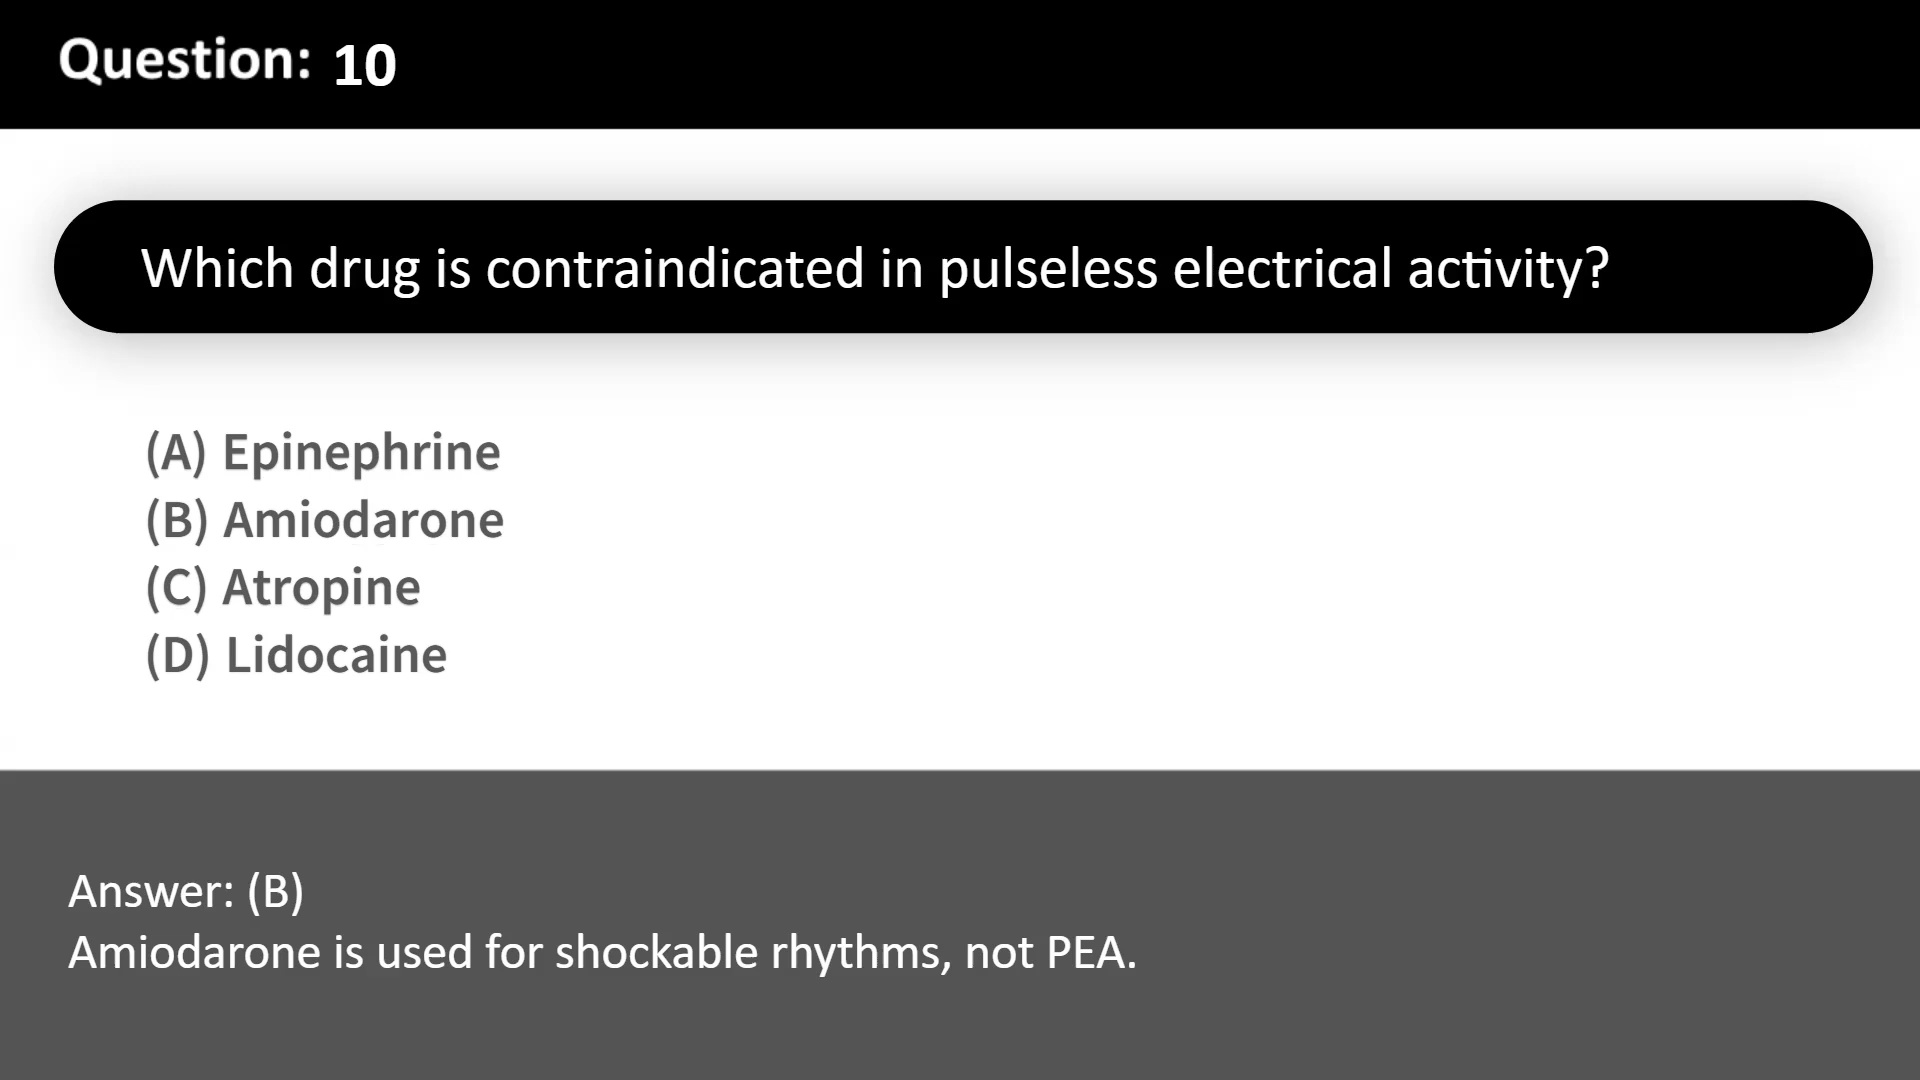 Question: 10
Which drug is contraindicated in pulseless electrical activity?
(A) Epinephrine
(B) Amiodarone
(C) Atropine
(D) Lidocaine
Answer: (B)
Amiodarone is used for shockable rhythms, not PEA.